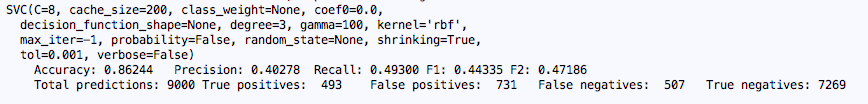 SVC(C=8, cache_size=200, class_weight=None, coef0=0.0,
decision_function_shape=None, degree=3, gamma=100, kernel='rbf',
max_iter=-1, probability=False, random_state=None, shrinking=True,
tol=0.001, verbose=False)
Accuracy: 0.86244 Precision: 0.40278 Recall: 0.49300 F1: 0.44335 F2: 0.47186
Total predictions: 9000 True positives: 493 False positives: 731 False negatives: 507 True negatives: 7269